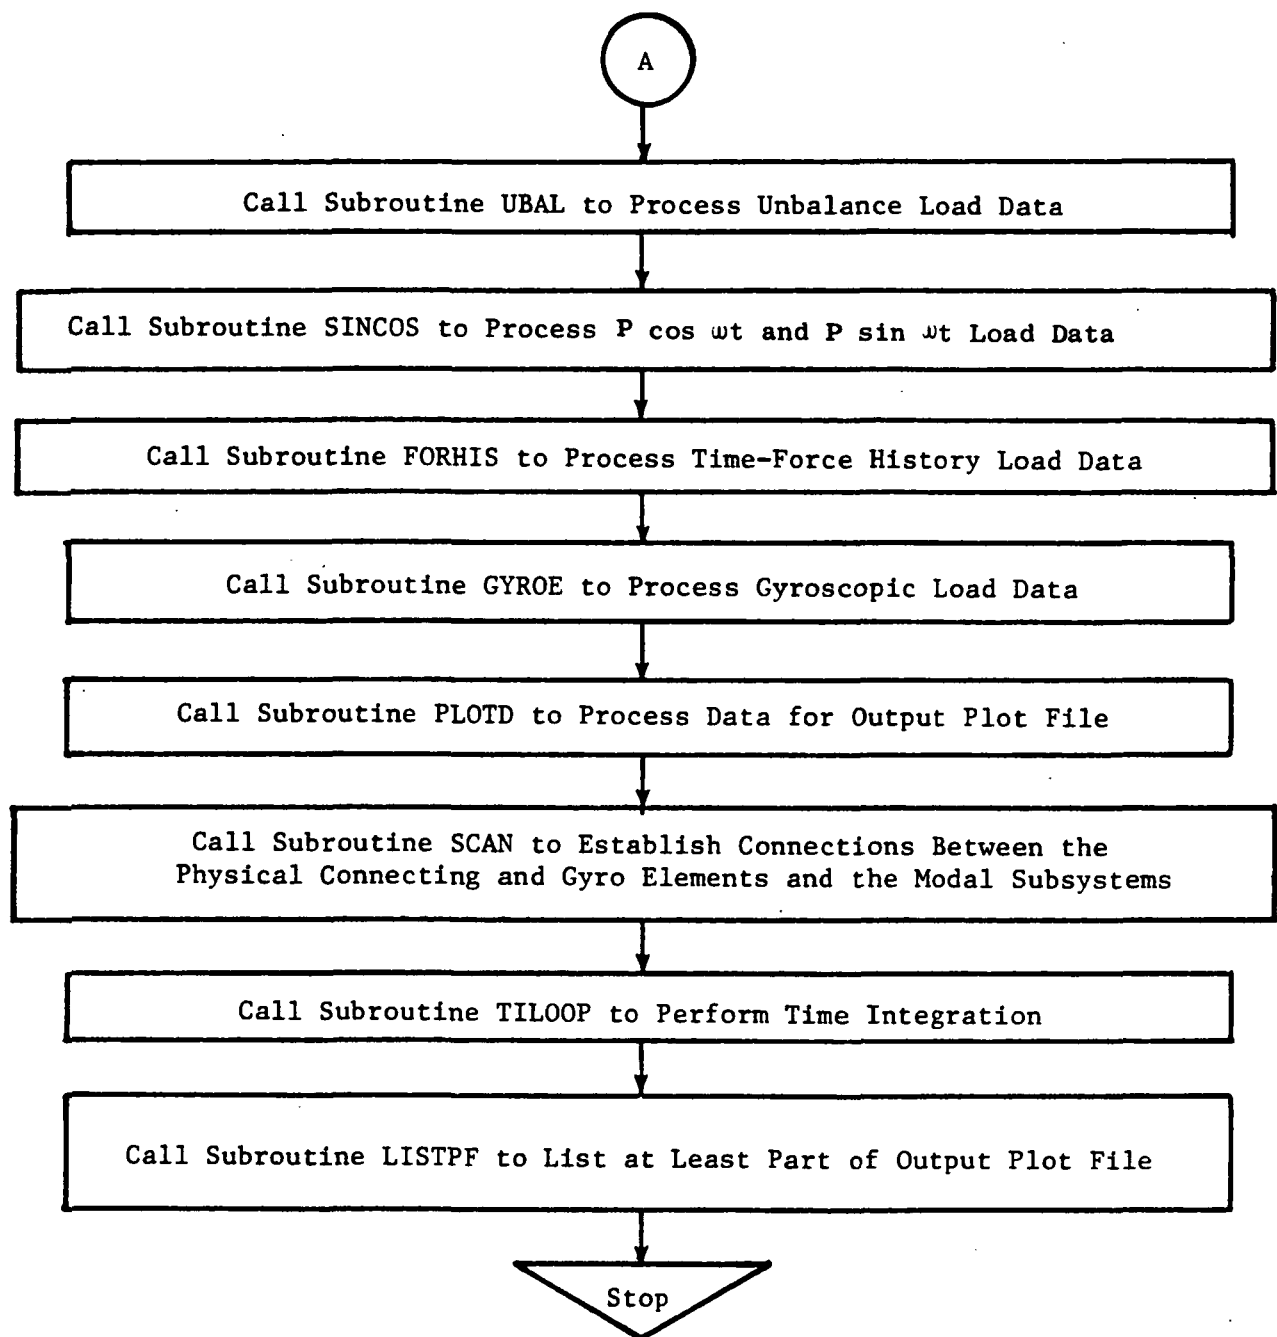 A
Call Subroutine UBAL to Process Unbalance Load Data
Call Subroutine SINCOS to Process P cos ωt and P sin ωt Load Data
Call Subroutine FORHIS to Process Time-Force History Load Data
Call Subroutine GYROE to Process Gyroscopic Load Data
Call Subroutine PLOTD to Process Data for Output Plot File
Call Subroutine SCAN to Establish Connections Between the
Physical Connecting and Gyro Elements and the Modal Subsystems
Call Subroutine TILOOP to Perform Time Integration
Call Subroutine LISTPF to List at Least Part of Output Plot File
Stop